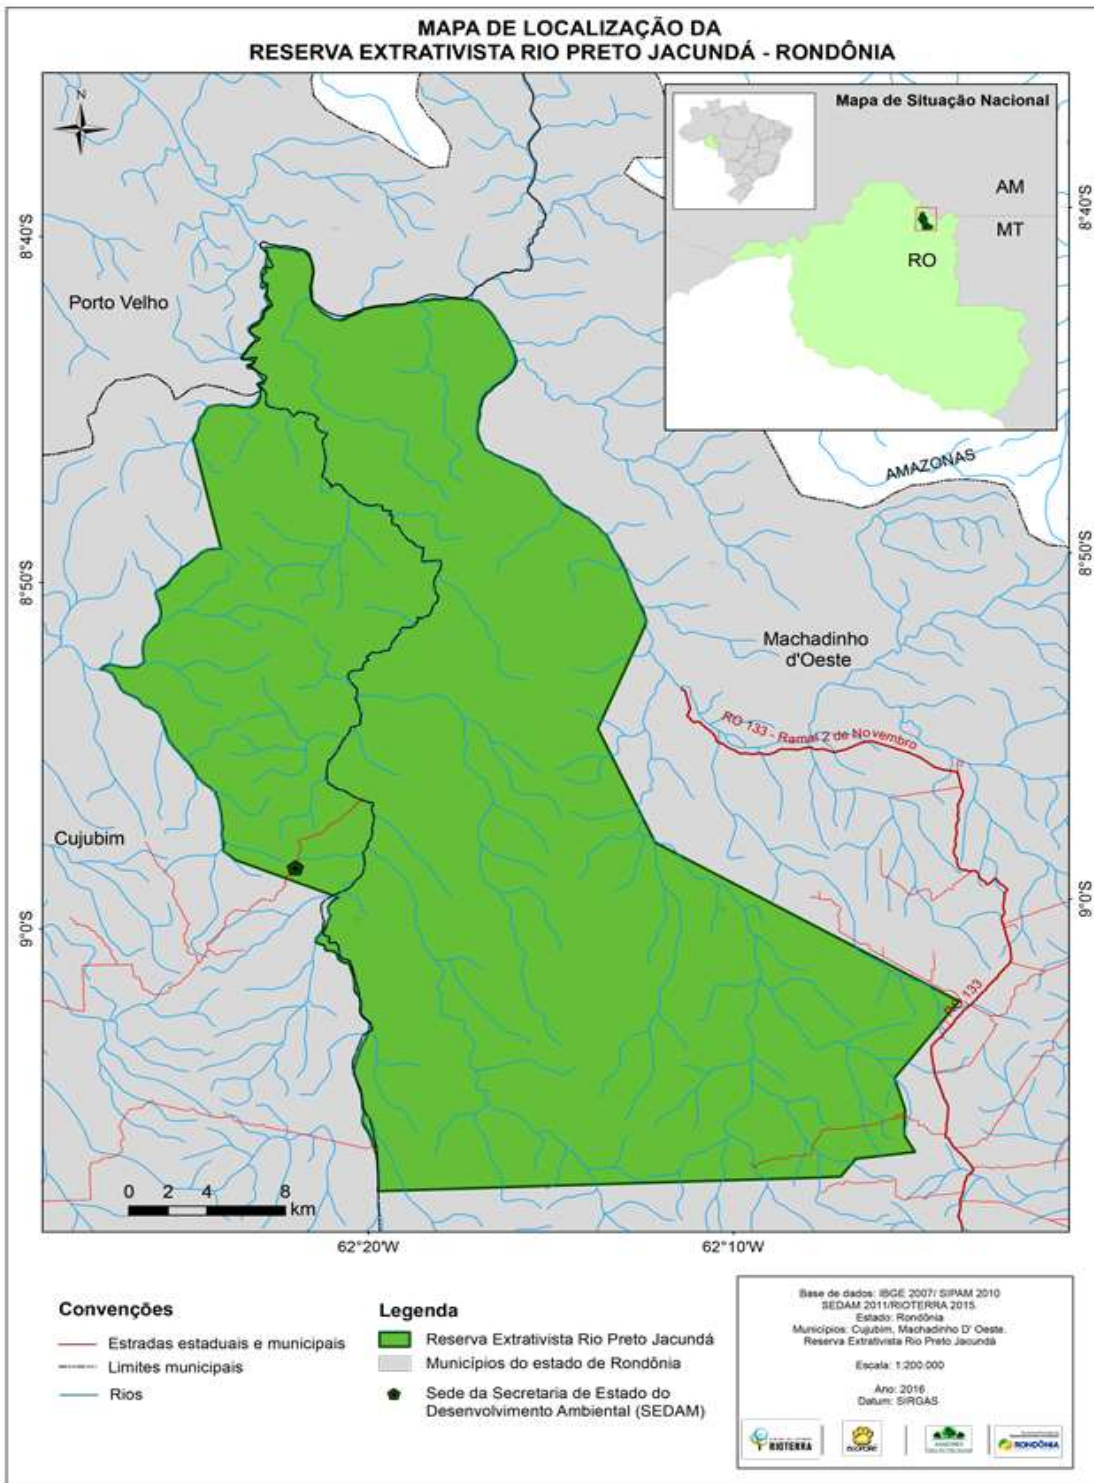 MAPA DE LOCALIZAÇÃO DA
RESERVA EXTRATIVISTA RIO PRETO JACUNDÁ - RONDÔNIA
N
Mapa de Situação Nacional
AM
MT
RO
8°40'S
8°40'S
Porto Velho
AMAZONAS
8°50'S
8°50'S
Machadinho
d'Oeste
RO 133 - Ramal 2 de Novembro
Cujubim
9°0'S
9°0'S
RO 133
0 2 4 8
km
62°20'W
62°10'W
Convenções
Estradas estaduais e municipais
Limites municipais
Rios
Legenda
Reserva Extrativista Rio Preto Jacundá
Municípios do estado de Rondônia
Sede da Secretaria de Estado do
Desenvolvimento Ambiental (SEDAM)
Base de dados: IBGE 2007/ SIPAM 2010
SEDAM 2011/RIOTERRA 2015.
Estado: Rondônia
Municípios: Cujubim, Machadinho D' Oeste.
Reserva Extrativista Rio Preto Jacundá
Escala: 1:200.000
Ano: 2016
Datum: SIRGAS
RIOTERRA
RONDÔNIA